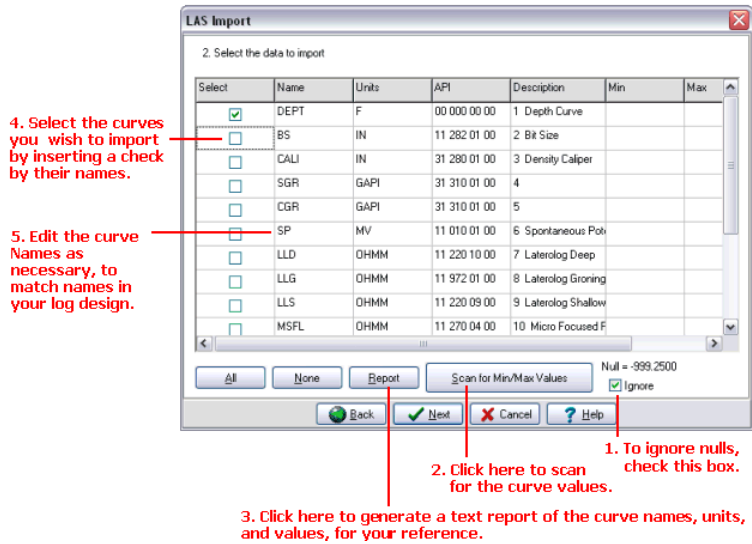 LAS Import
2. Select the data to import
Select Name Units API Description Min Max
DEPT F 00 000 00 00 1 Depth Curve
BS IN 11 282 01 00 2 Bit Size
CALI IN 31 280 01 00 3 Density Caliper
SGR GAPI 31 310 01 00 4
CGR GAPI 31 310 01 00 5
SP MV 11 010 01 00 6 Spontaneous Pot
LLD OHMM 11 220 10 00 7 Laterolog Deep
LLG OHMM 11 972 01 00 8 Laterolog Groning
LLS OHMM 11 220 09 00 9 Laterolog Shallow
MSFL OHMM 11 270 04 00 10 Micro Focused F
All None Report Scan for Min/Max Values
Null = -999.2500
Ignore
Back Next Cancel Help
4. Select the curves
you wish to import
by inserting a check
by their names.
5. Edit the curve
Names as
necessary, to
match names in
your log design.
1. To ignore nulls,
check this box.
2. Click here to scan
for the curve values.
3. Click here to generate a text report of the curve names, units,
and values, for your reference.